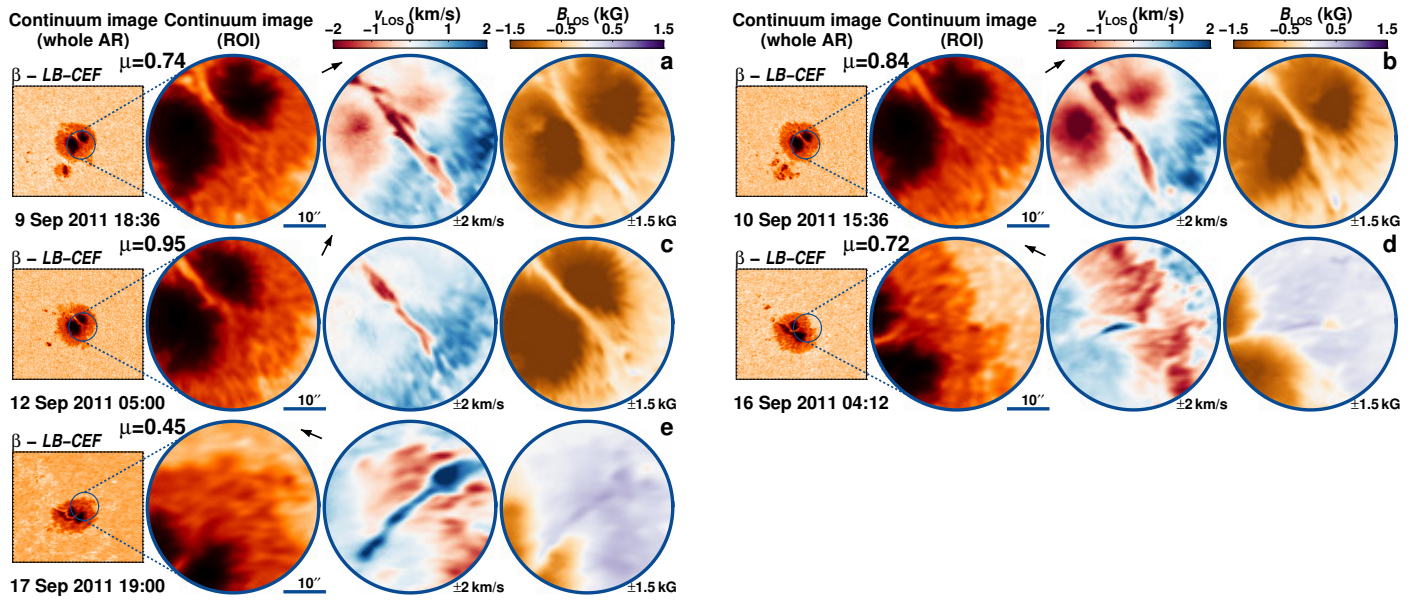 Continuum image (whole AR)
Continuum image (ROI)
v_LOS (km/s)
−2 −1 0 1 2
B_LOS (kG)
−1.5 −0.5 0.5 1.5
β − LB−CEF
μ=0.74
a
9 Sep 2011 18:36
10′′
±2 km/s
±1.5 kG
Continuum image (whole AR)
Continuum image (ROI)
v_LOS (km/s)
−2 −1 0 1 2
B_LOS (kG)
−1.5 −0.5 0.5 1.5
β − LB−CEF
μ=0.84
b
10 Sep 2011 15:36
10′′
±2 km/s
±1.5 kG
β − LB−CEF
μ=0.95
c
12 Sep 2011 05:00
10′′
±2 km/s
±1.5 kG
β − LB−CEF
μ=0.72
d
16 Sep 2011 04:12
10′′
±2 km/s
±1.5 kG
β − LB−CEF
μ=0.45
e
17 Sep 2011 19:00
10′′
±2 km/s
±1.5 kG